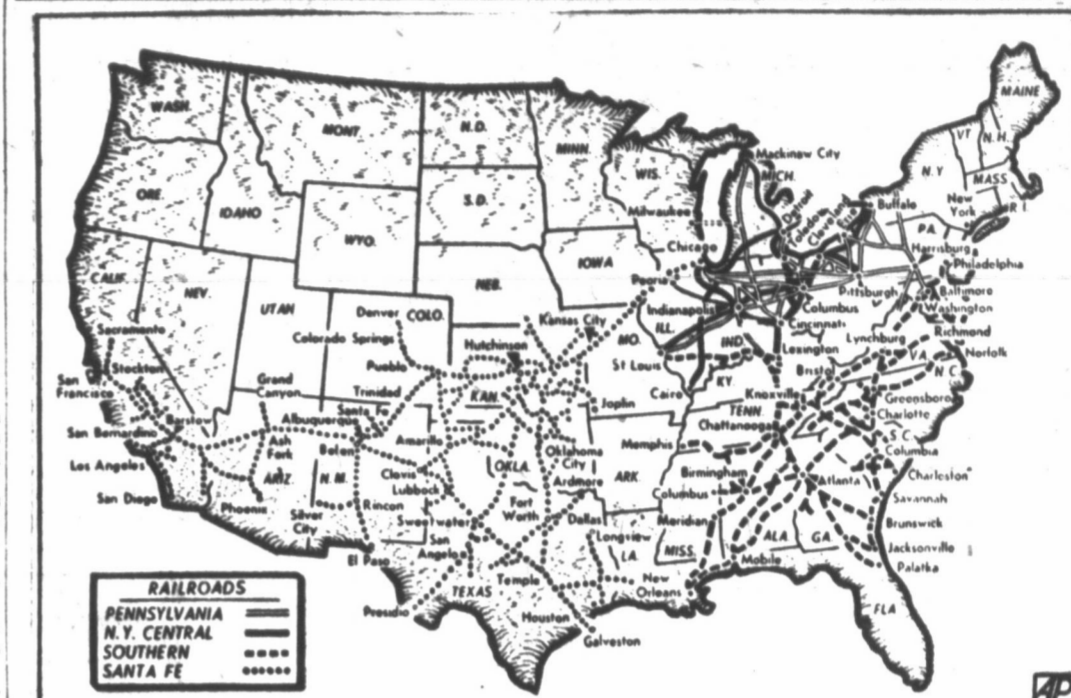 WASH.
MONT.
N.D.
MINN.
MAINE
VT
N.H.
N.Y
MASS
R I.
ORE.
IDAHO
S.D.
WIS.
Mackinaw City
MICH.
WYO.
Milwaukee
Detroit
Toledo
Cleveland
Erie
Buffalo
New
York
PA.
Harrisburg
Chicago
Philadelphia
CALIF.
NEV.
UTAH
NEB.
IOWA
Peoria
Pittsburgh
Baltimore
Washington
Denver
COLO.
Kansas City
Indianapolis
ILL.
Columbus
Cincinnati
Richmond
Sacramento
Colorado Springs
Hutchinson
MO.
IND.
Lexington
Lynchburg
VA.
Norfolk
Stockton
Pueblo
St Louis
Bristol
N.C.
San
Francisco
Grand
Canyon
Trinidad
KAN.
Joplin
Cairo
KY.
Knoxville
Greensboro
Barstow
Santa Fe
TENN.
Charlotte
San Bernardino
Albuquerque
Amarillo
Chattanooga
S.C.
Ash
Fork
Belen
Oklahoma
City
Memphis
Columbia
Los Angeles
ARIZ.
N.M.
Clovis
OKLA.
ARK.
Birmingham
Atlanta
Charleston
San Diego
Phoenix
Lubbock
Ardmore
Columbus
Savannah
Silver
City
Rincon
Sweetwater
Fort
Worth
Dallas
Meridian
Brunswick
San
Angelo
Longview
LA.
MISS.
ALA.
GA.
Jacksonville
El Paso
Mobile
Palatka
Temple
New
Orleans
Presidio
TEXAS
Houston
FLA
Galveston
RAILROADS
PENNSYLVANIA
N.Y. CENTRAL
SOUTHERN
SANTA FE
AP